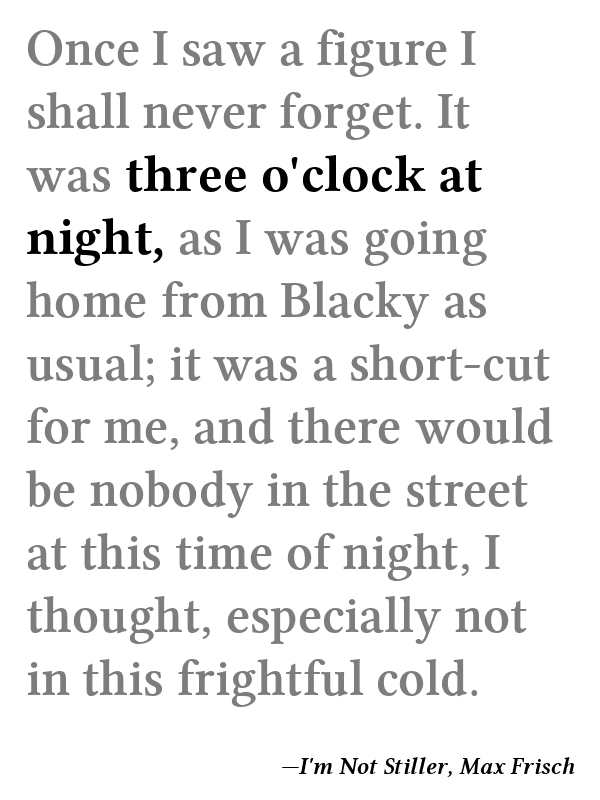 Once I saw a figure I
shall never forget. It
was three o'clock at
night, as I was going
home from Blacky as
usual; it was a short-cut
for me, and there would
be nobody in the street
at this time of night, I
thought, especially not
in this frightful cold.
—I'm Not Stiller, Max Frisch